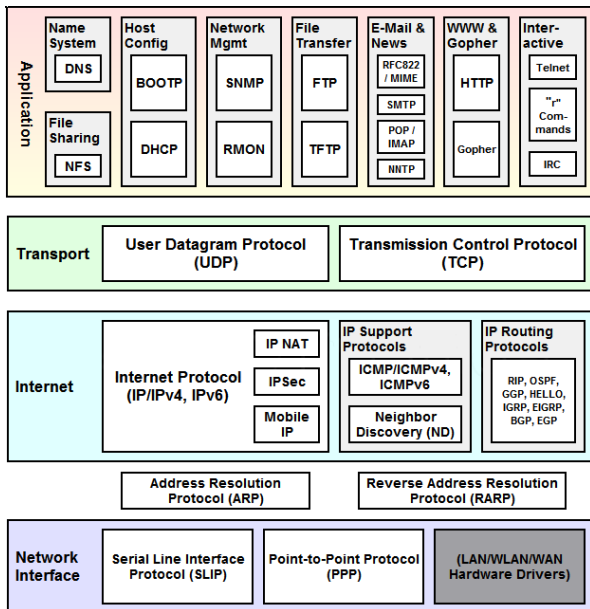 Application
Name
System
DNS
File
Sharing
NFS
Host
Config
BOOTP
DHCP
Network
Mgmt
SNMP
RMON
File
Transfer
FTP
TFTP
E-Mail &
News
RFC822
/ MIME
SMTP
POP /
IMAP
NNTP
WWW &
Gopher
HTTP
Gopher
Inter-
active
Telnet
"r"
Com-
mands
IRC
Transport
User Datagram Protocol
(UDP)
Transmission Control Protocol
(TCP)
Internet
Internet Protocol
(IP/IPv4, IPv6)
IP NAT
IPSec
Mobile
IP
IP Support
Protocols
ICMP/ICMPv4,
ICMPv6
Neighbor
Discovery (ND)
IP Routing
Protocols
RIP, OSPF,
GGP, HELLO,
IGRP, EIGRP,
BGP, EGP
Address Resolution
Protocol (ARP)
Reverse Address Resolution
Protocol (RARP)
Network
Interface
Serial Line Interface
Protocol (SLIP)
Point-to-Point Protocol
(PPP)
(LAN/WLAN/WAN
Hardware Drivers)